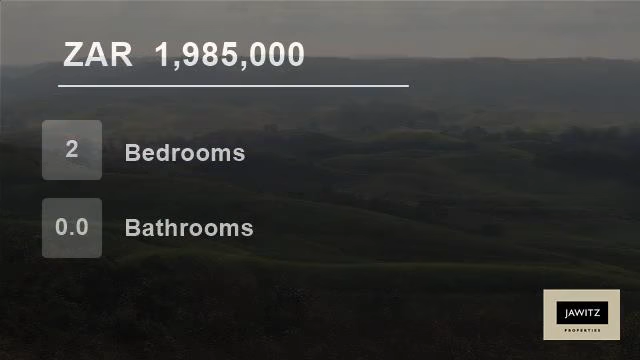 ZAR 1,985,000
2 Bedrooms
0.0 Bathrooms
JAWITZ
PROPERTIES